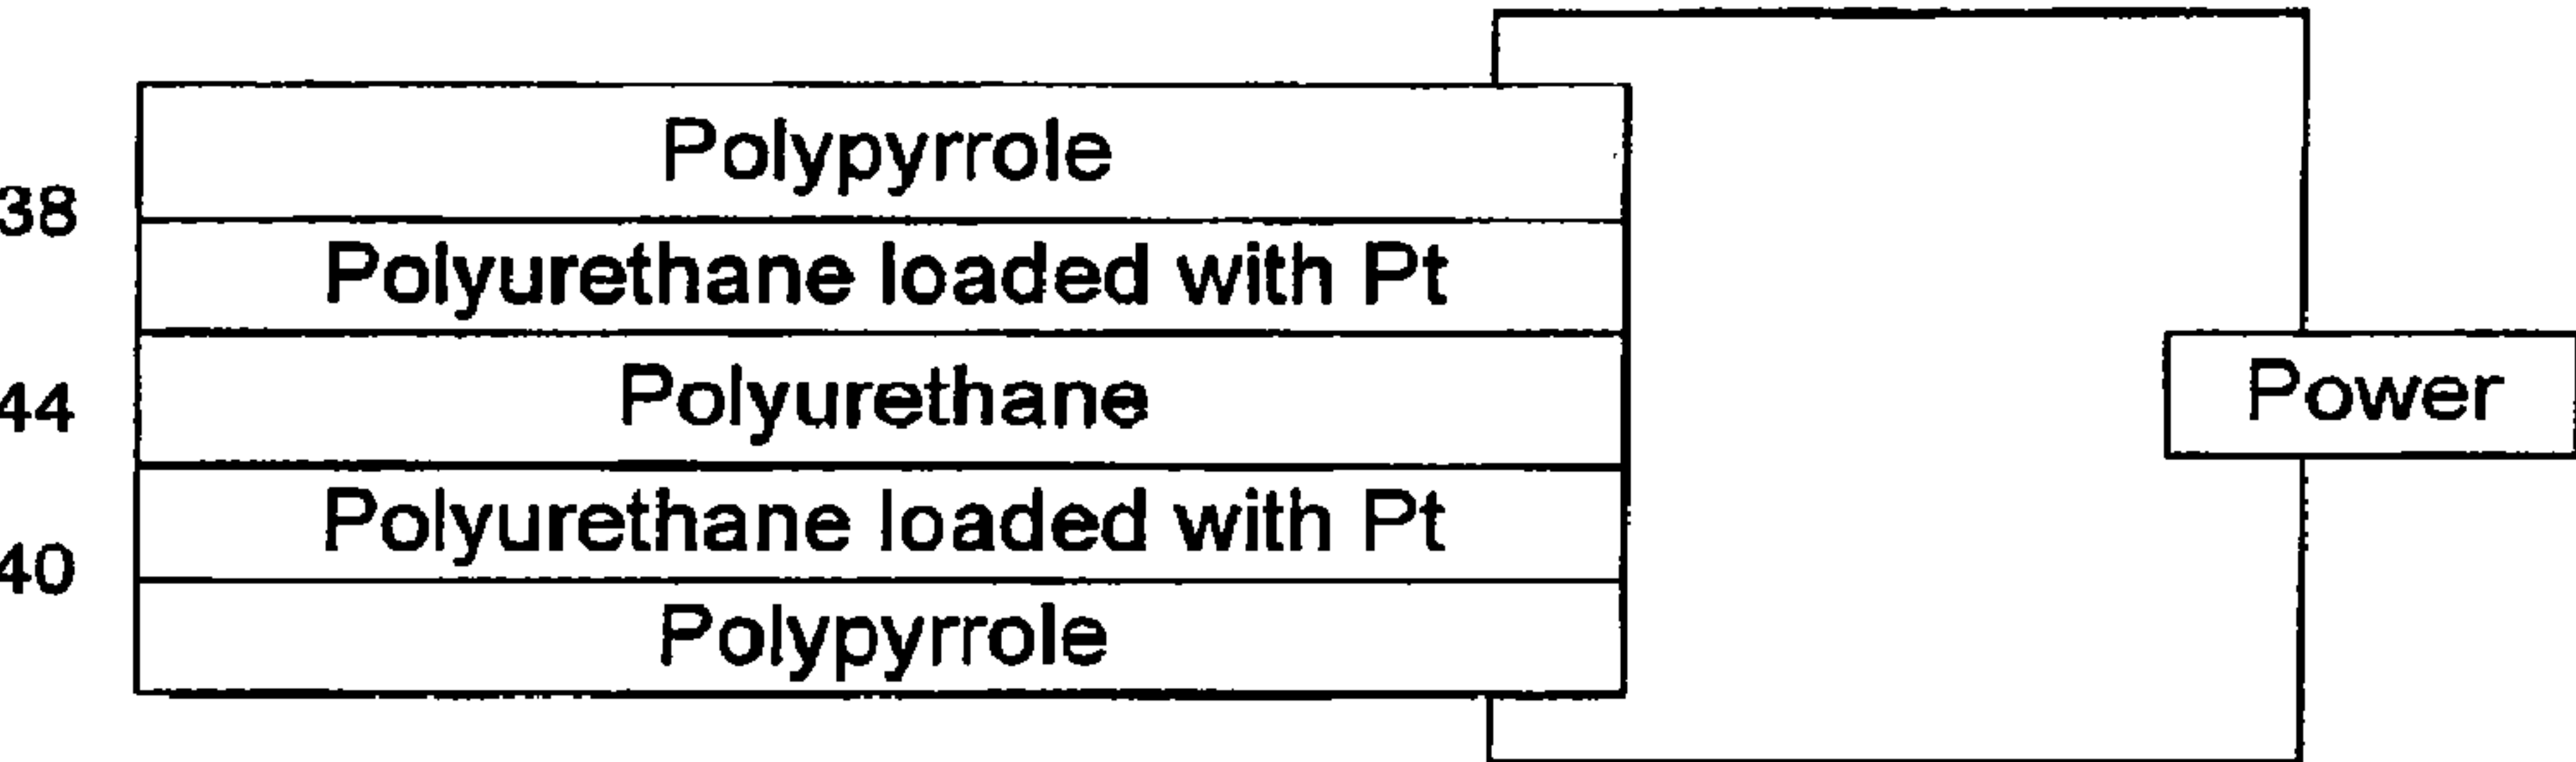 Polypyrrole
38
Polyurethane loaded with Pt
Polyurethane
Power
44
Polyurethane loaded with Pt
40
Polypyrrole